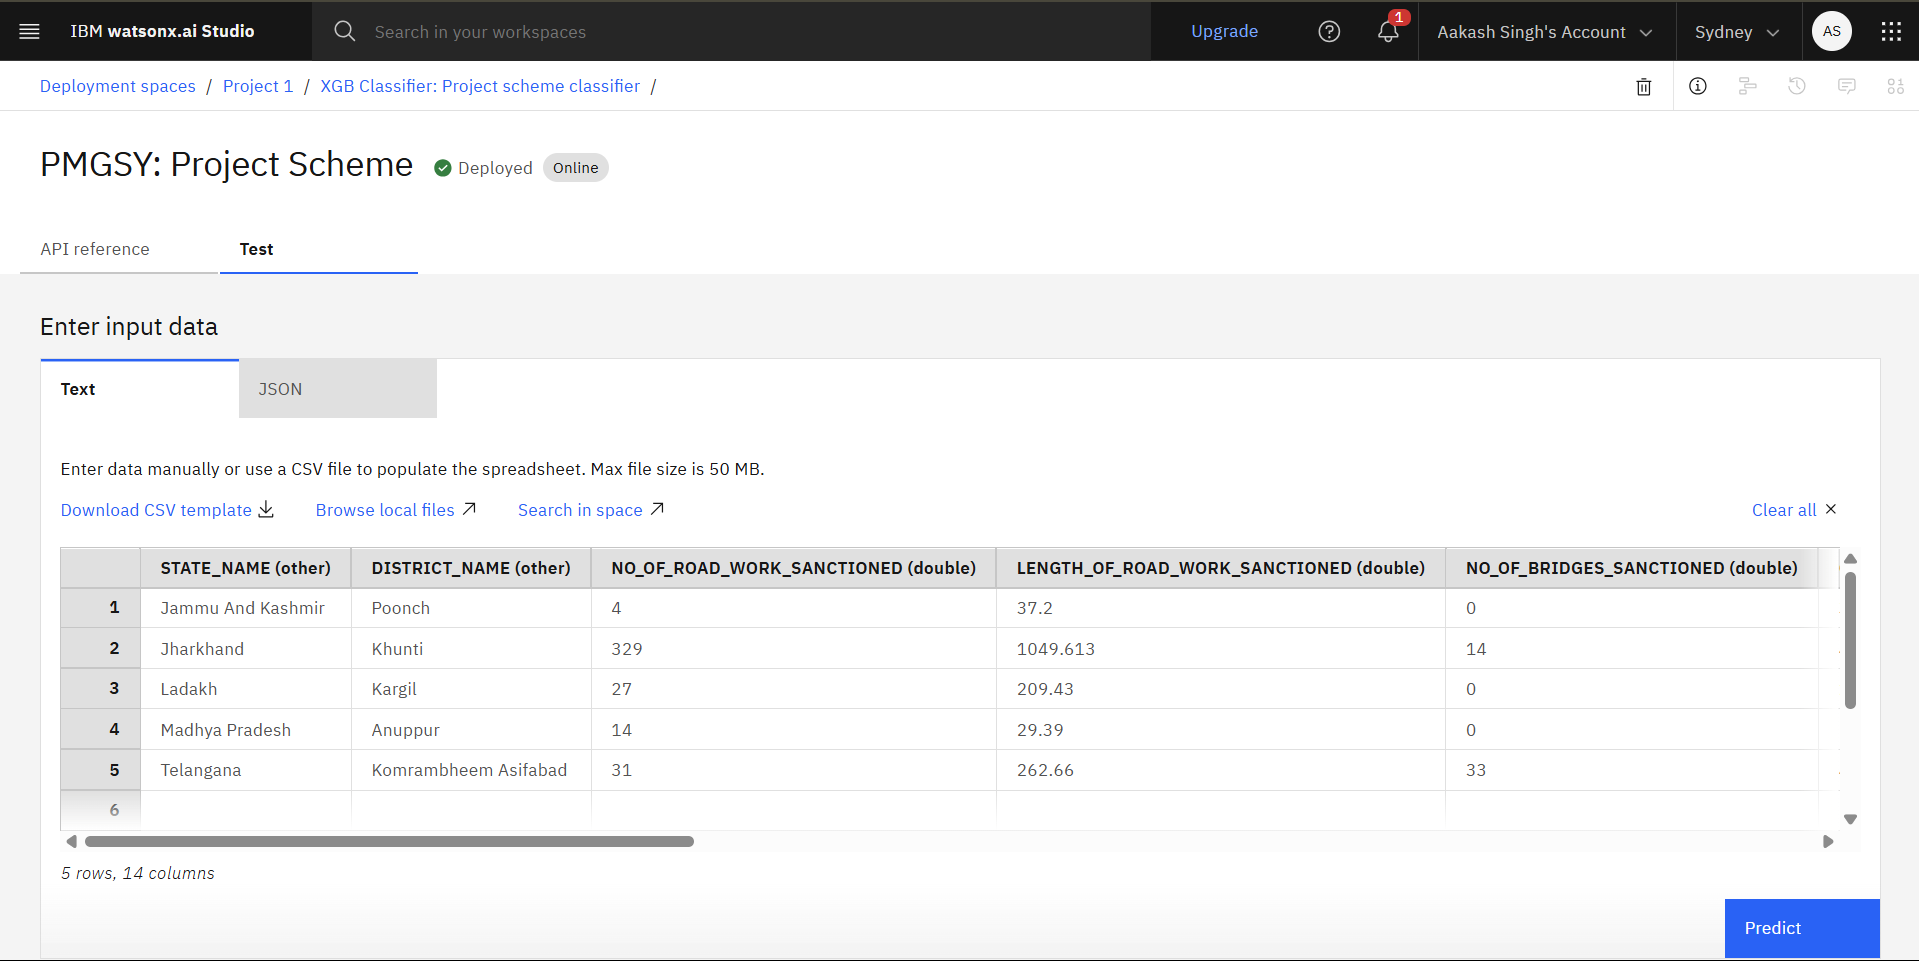 IBM watsonx.ai Studio
Search in your workspaces
Upgrade
1
Aakash Singh's Account
Sydney
AS
Deployment spaces / Project 1 / XGB Classifier: Project scheme classifier /
PMGSY: Project Scheme
Deployed
Online
API reference
Test
Enter input data
Text
JSON
Enter data manually or use a CSV file to populate the spreadsheet. Max file size is 50 MB.
Download CSV template
Browse local files
Search in space
Clear all
STATE_NAME (other) DISTRICT_NAME (other) NO_OF_ROAD_WORK_SANCTIONED (double) LENGTH_OF_ROAD_WORK_SANCTIONED (double) NO_OF_BRIDGES_SANCTIONED (double)
1 Jammu And Kashmir Poonch 4 37.2 0
2 Jharkhand Khunti 329 1049.613 14
3 Ladakh Kargil 27 209.43 0
4 Madhya Pradesh Anuppur 14 29.39 0
5 Telangana Komrambheem Asifabad 31 262.66 33
6
5 rows, 14 columns
Predict